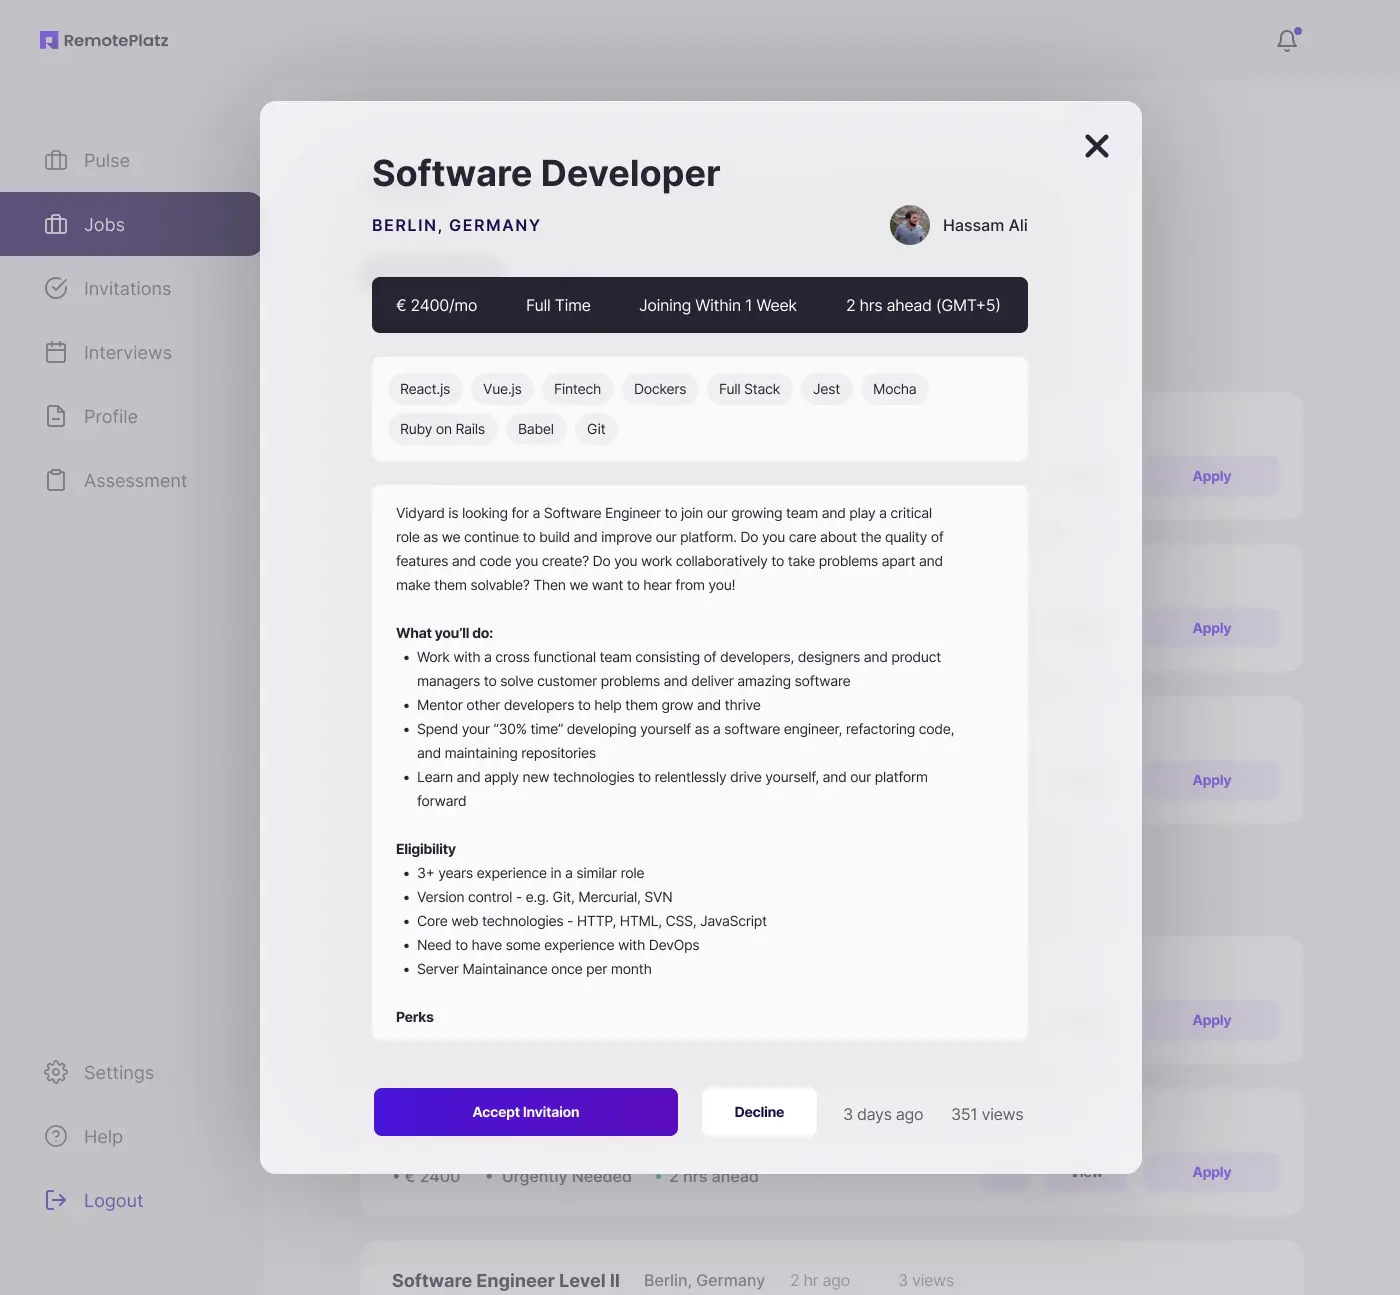 RemotePlatz
Pulse
Jobs
Invitations
Interviews
Profile
Assessment
Settings
Help
Logout
Software Developer
BERLIN, GERMANY
Hassam Ali
€ 2400/mo Full Time Joining Within 1 Week 2 hrs ahead (GMT+5)
React.js Vue.js Fintech Dockers Full Stack Jest Mocha
Ruby on Rails Babel Git
Vidyard is looking for a Software Engineer to join our growing team and play a critical
role as we continue to build and improve our platform. Do you care about the quality of
features and code you create? Do you work collaboratively to take problems apart and
make them solvable? Then we want to hear from you!
What you’ll do:
• Work with a cross functional team consisting of developers, designers and product
managers to solve customer problems and deliver amazing software
• Mentor other developers to help them grow and thrive
• Spend your “30% time” developing yourself as a software engineer, refactoring code,
and maintaining repositories
• Learn and apply new technologies to relentlessly drive yourself, and our platform
forward
Eligibility
• 3+ years experience in a similar role
• Version control - e.g. Git, Mercurial, SVN
• Core web technologies - HTTP, HTML, CSS, JavaScript
• Need to have some experience with DevOps
• Server Maintainance once per month
Perks
Accept Invitaion Decline 3 days ago 351 views
Apply
Apply
Apply
Apply
• € 2400 • Urgently Needed • 2 hrs ahead View Apply
Software Engineer Level II Berlin, Germany 2 hr ago 3 views